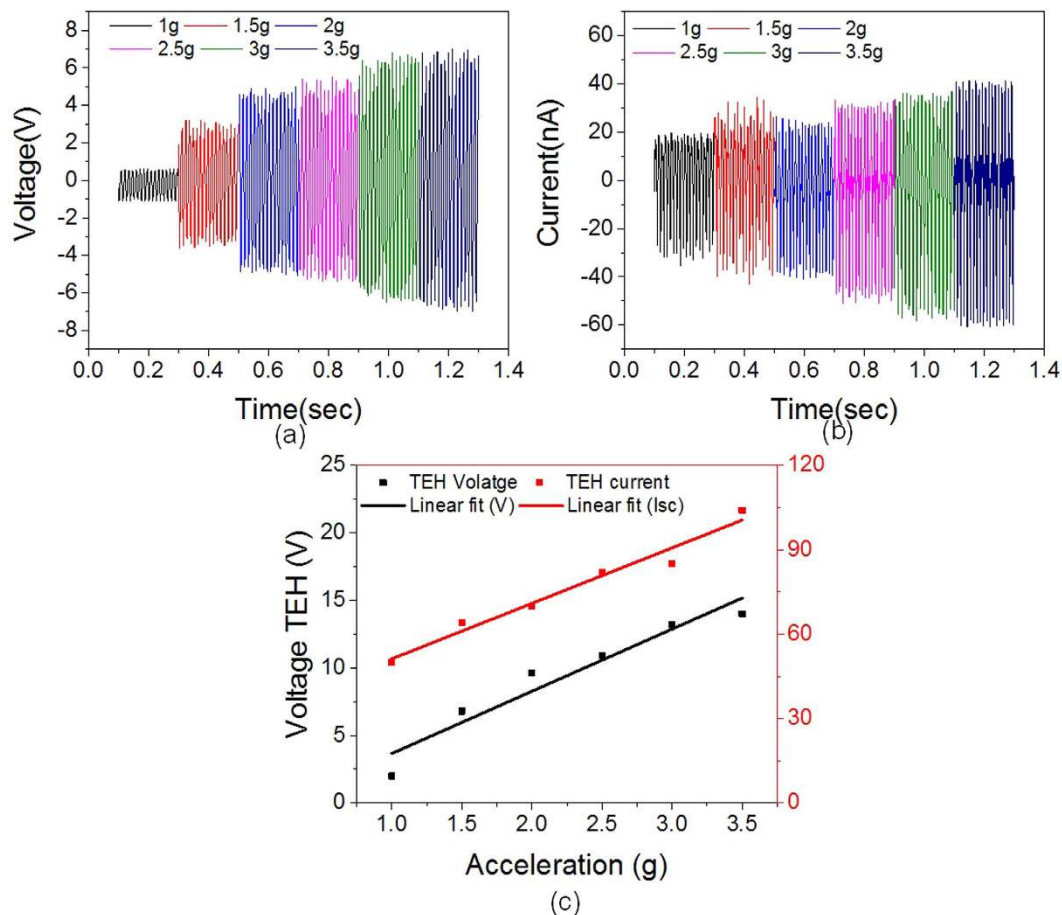 1g 1.5g 2g
2.5g 3g 3.5g
8
6
4
2
0
-2
-4
-6
-8
Voltage(V)
0.0 0.2 0.4 0.6 0.8 1.0 1.2 1.4
Time(sec)
(a)
1g 1.5g 2g
2.5g 3g 3.5g
60
40
20
0
-20
-40
-60
Current(nA)
0.0 0.2 0.4 0.6 0.8 1.0 1.2 1.4
Time(sec)
(b)
TEH Volatge TEH current
Linear fit (V) Linear fit (Isc)
25
20
15
10
5
0
Voltage TEH (V)
120
90
60
30
0
1.0 1.5 2.0 2.5 3.0 3.5
Acceleration (g)
(c)